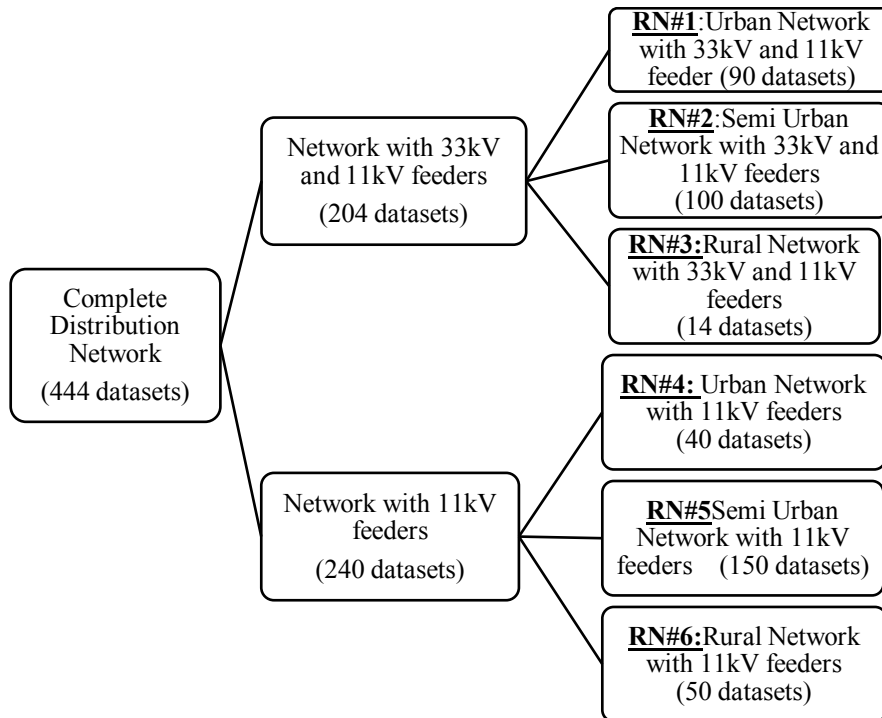 Complete
Distribution
Network
(444 datasets)
Network with 33kV
and 11kV feeders
(204 datasets)
Network with 11kV
feeders
(240 datasets)
RN#1:Urban Network
with 33kV and 11kV
feeder (90 datasets)
RN#2:Semi Urban
Network with 33kV and
11kV feeders
(100 datasets)
RN#3:Rural Network
with 33kV and 11kV
feeders
(14 datasets)
RN#4: Urban Network
with 11kV feeders
(40 datasets)
RN#5Semi Urban
Network with 11kV
feeders (150 datasets)
RN#6:Rural Network
with 11kV feeders
(50 datasets)